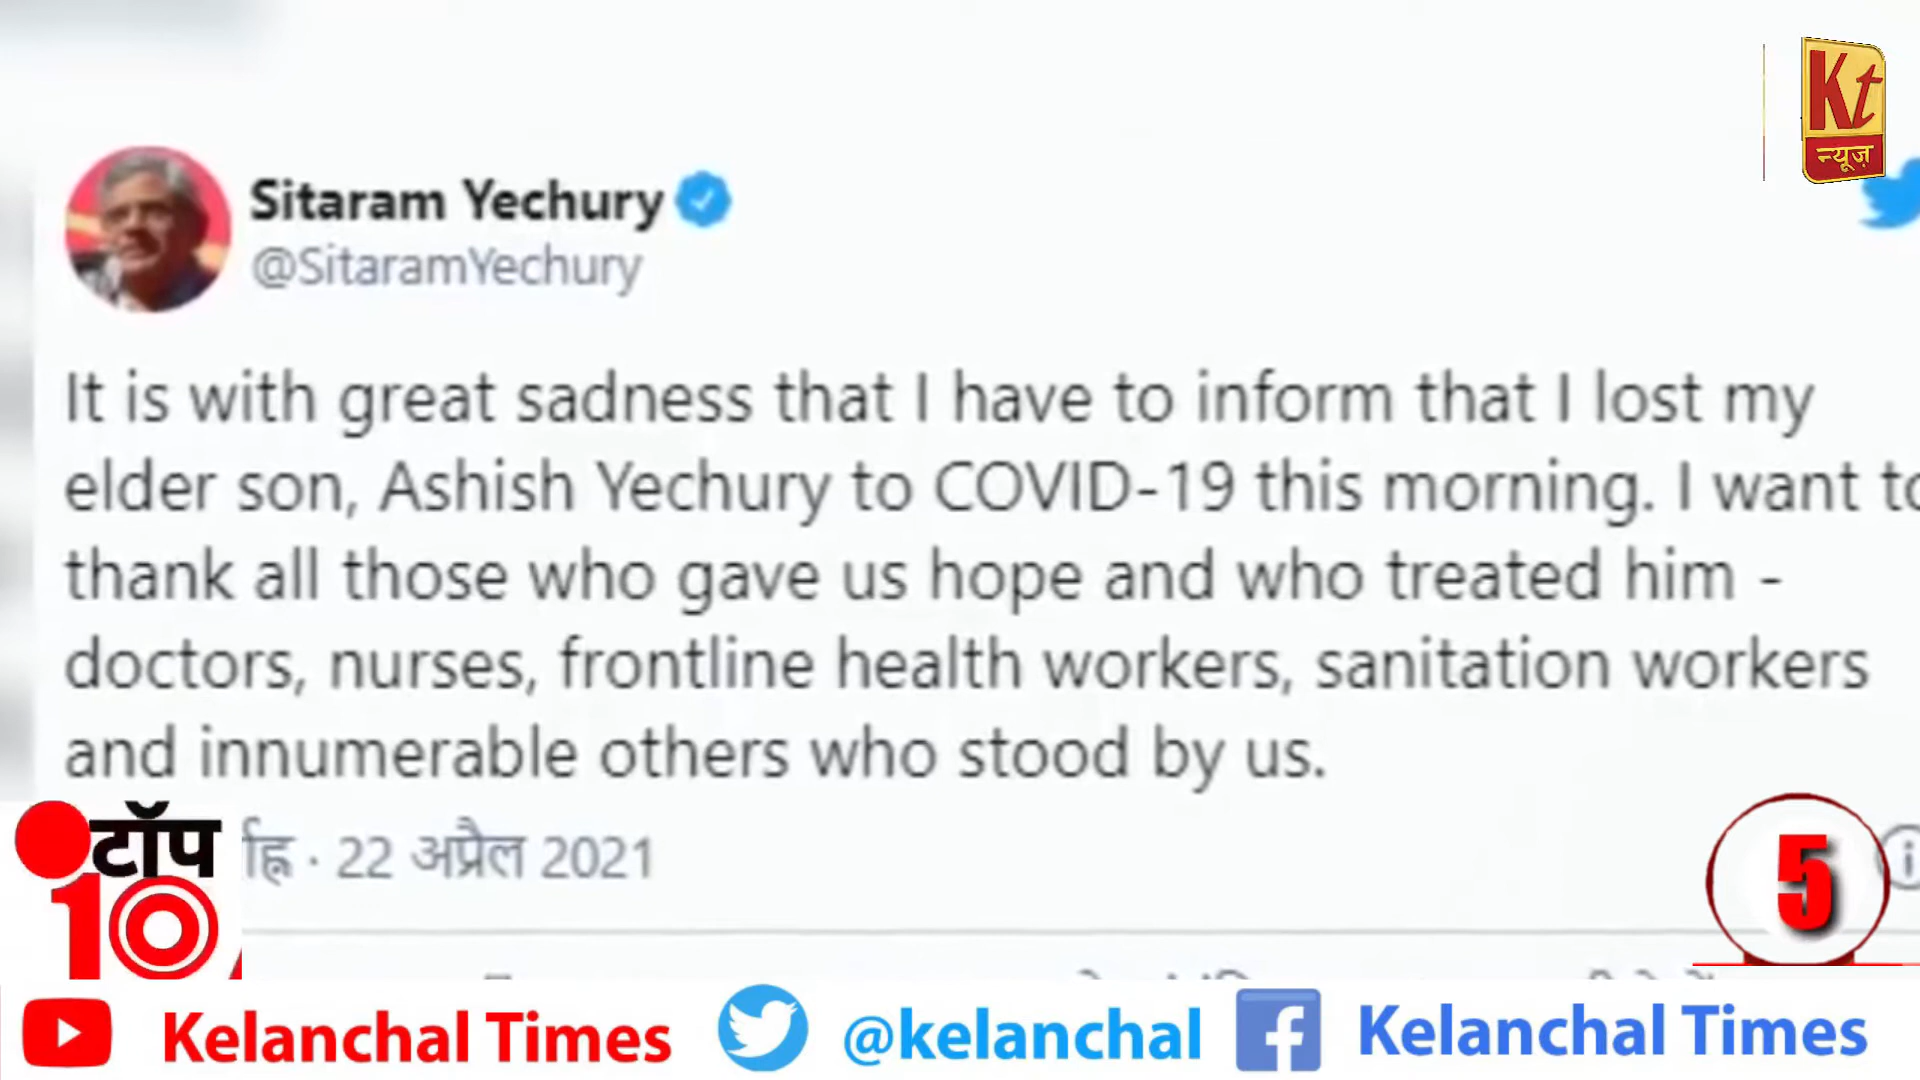 Kt
न्यूज़
Sitaram Yechury
@SitaramYechury
It is with great sadness that I have to inform that I lost my
elder son, Ashish Yechury to COVID-19 this morning. I want to
thank all those who gave us hope and who treated him -
doctors, nurses, frontline health workers, sanitation workers
and innumerable others who stood by us.
· 22 अप्रैल 2021
टॉप
10
5
Kelanchal Times
@kelanchal
Kelanchal Times